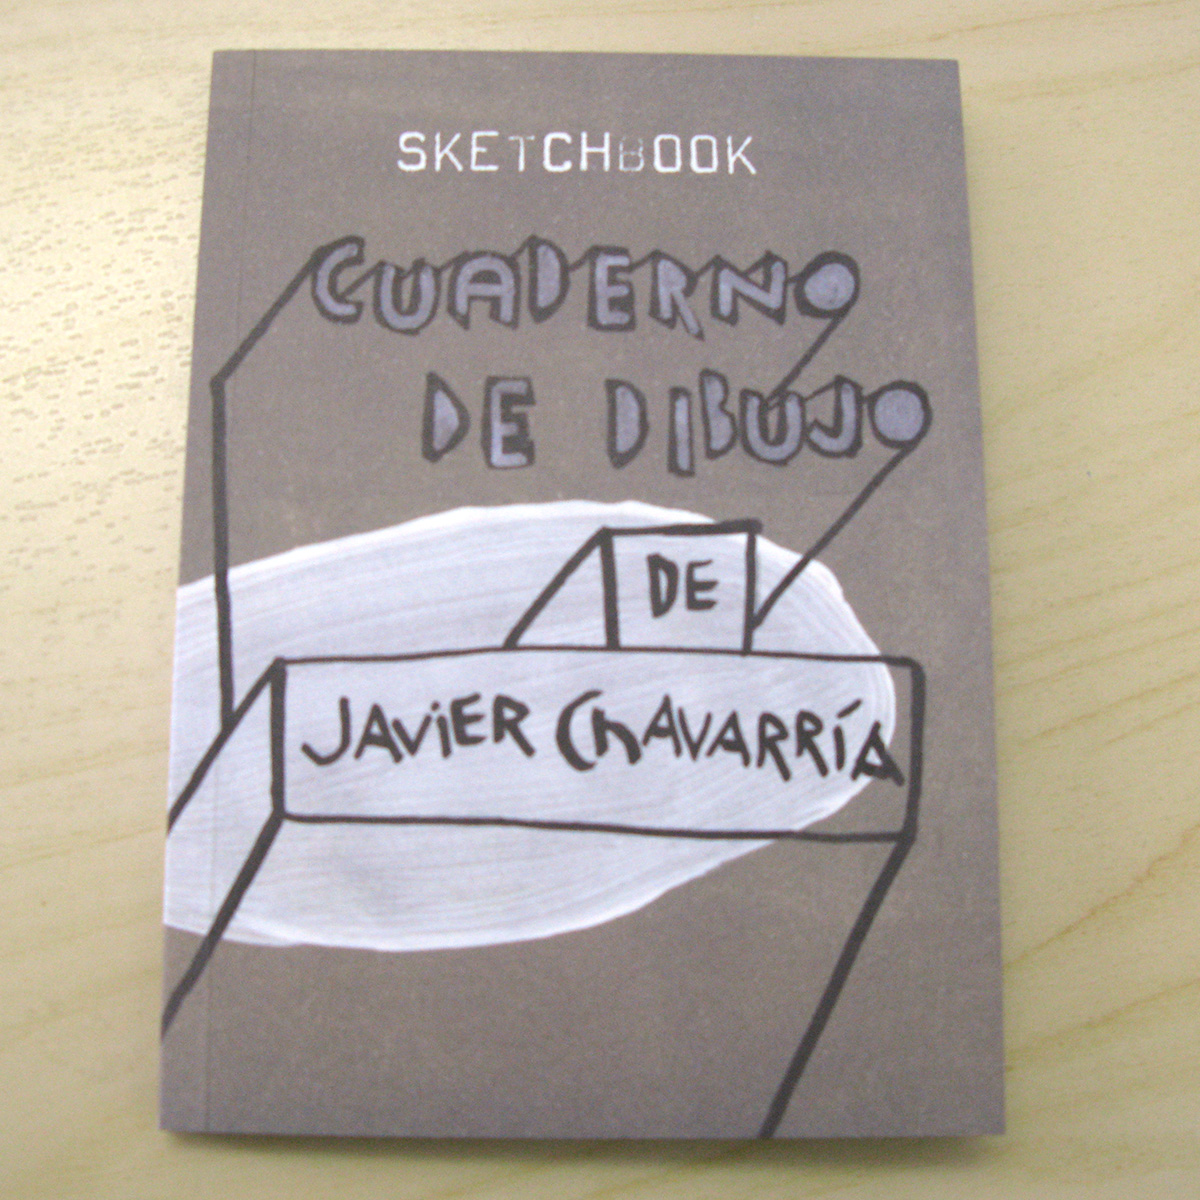 SKETCHBOOK
CUADERNO
DE DIBUJO
DE
JAVIER CHAVARRÍA